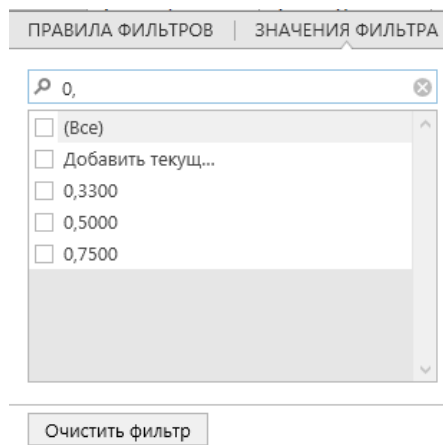 ПРАВИЛА ФИЛЬТРОВ | ЗНАЧЕНИЯ ФИЛЬТРА
0,
(Все)
Добавить текущ...
0,3300
0,5000
0,7500
Очистить фильтр